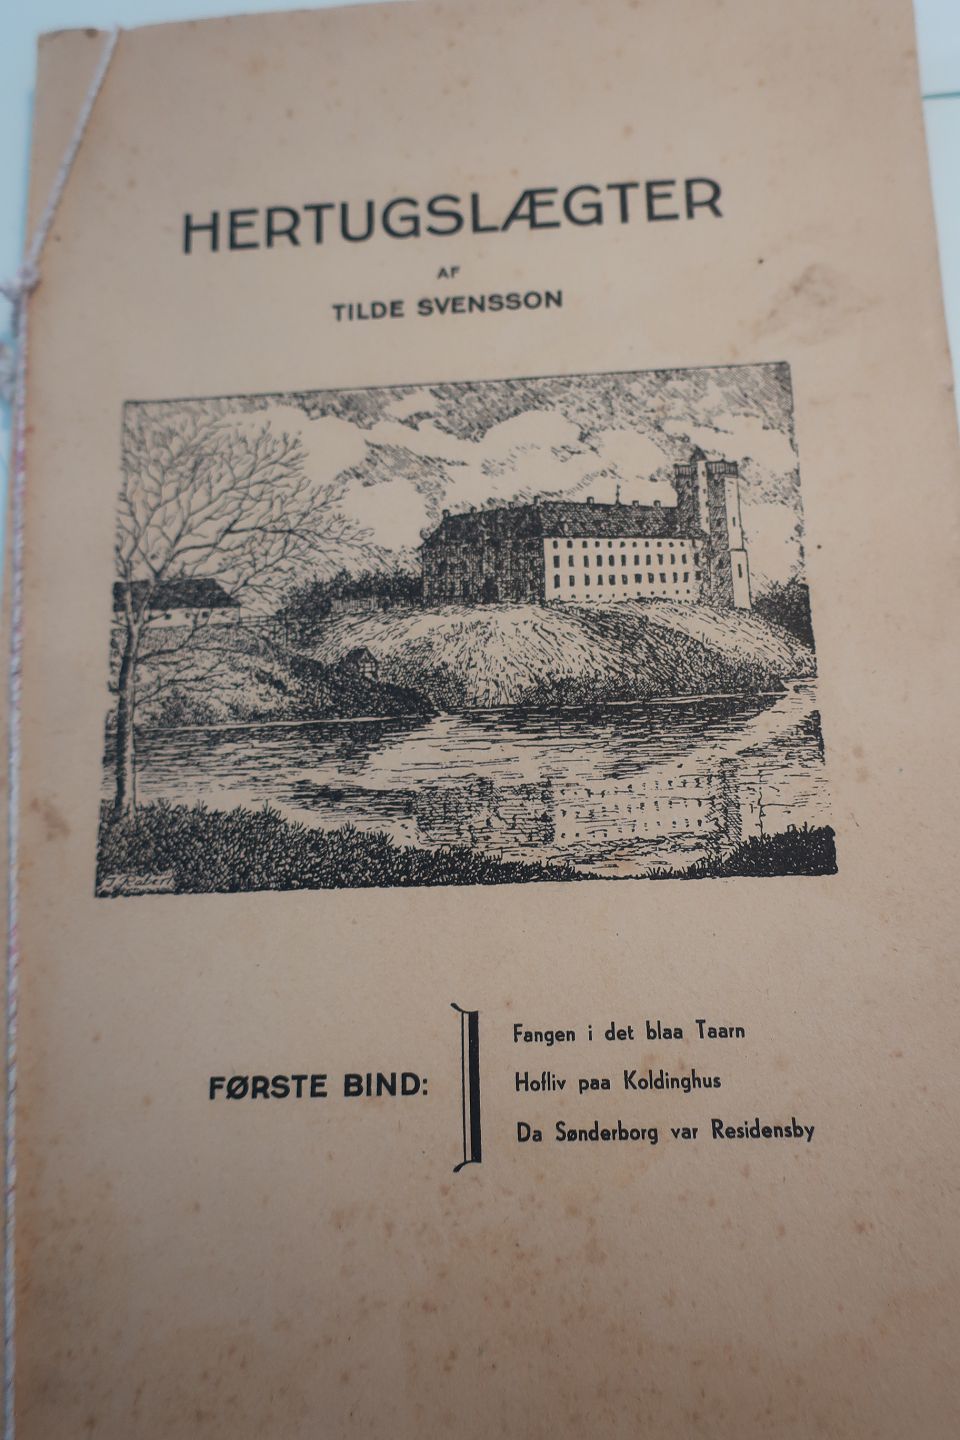 HERTUGSLÆGTER
AF
TILDE SVENSSON
FØRSTE BIND:
Fangen i det blaa Taarn
Hofliv paa Koldinghus
Da Sønderborg var Residensby